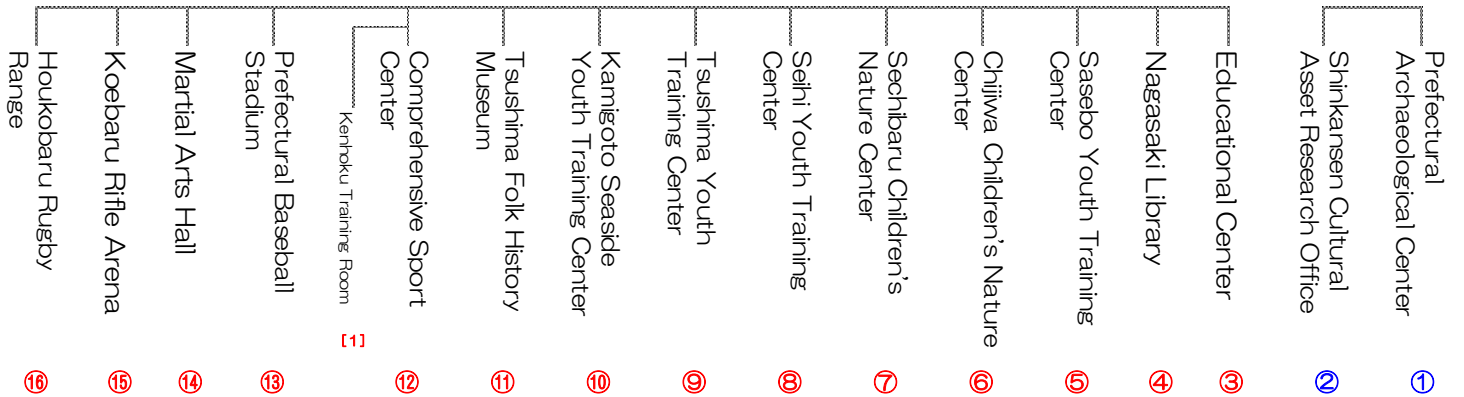 Prefectural
Archaeological Center
①
Shinkansen Cultural
Asset Research Office
②
Educational Center
③
Nagasaki Library
④
Sasebo Youth Training
Center
⑤
Chijiwa Children's Nature
Center
⑥
Sechibaru Children's
Nature Center
⑦
Seihi Youth Training
Center
⑧
Tsushima Youth
Training Center
⑨
Kamigoto Seaside
Youth Training Center
⑩
Tsushima Folk History
Museum
⑪
Comprehensive Sport
Center
⑫
Kenhoku Training Room
[1]
Prefectural Baseball
Stadium
⑬
Martial Arts Hall
⑭
Koebaru Rifle Arena
⑮
Houkobaru Rugby
Range
⑯